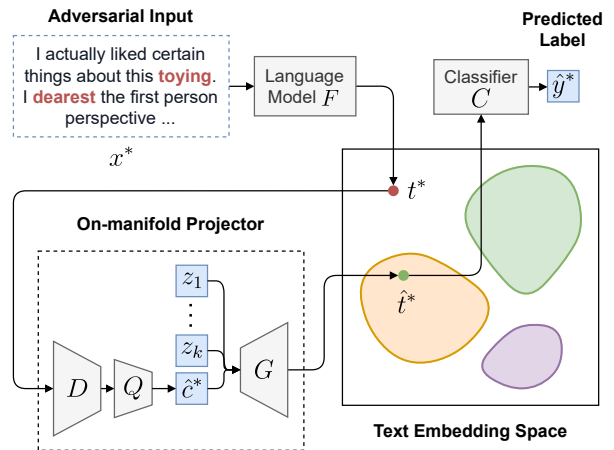 Adversarial Input
I actually liked certain
things about this toying.
I dearest the first person
perspective ...
x*
Language
Model F
Classifier
C
Predicted
Label
ŷ*
t*
On-manifold Projector
z₁
⋮
zₖ
D
Q
ĉ*
G
t̂*
Text Embedding Space